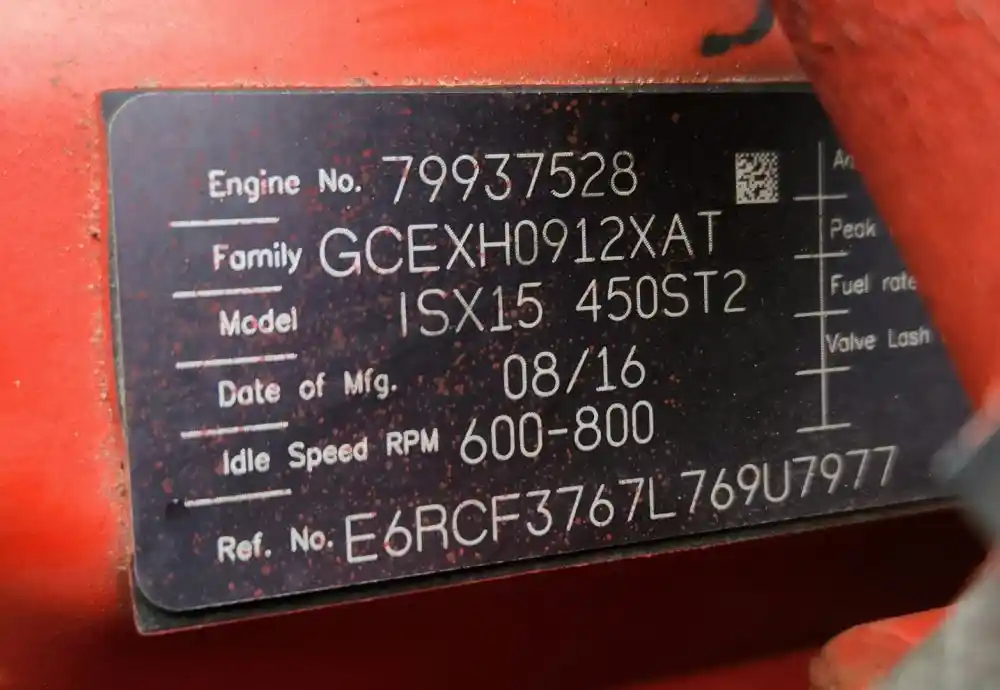 Engine No. 79937528
Family GCEXH0912XAT
Model ISX15 450ST2
Date of Mfg. 08/16
Idle Speed RPM 600-800
Ref. No. E6RCF3767L769U7977
Peak
Fuel rate
Valve Lash